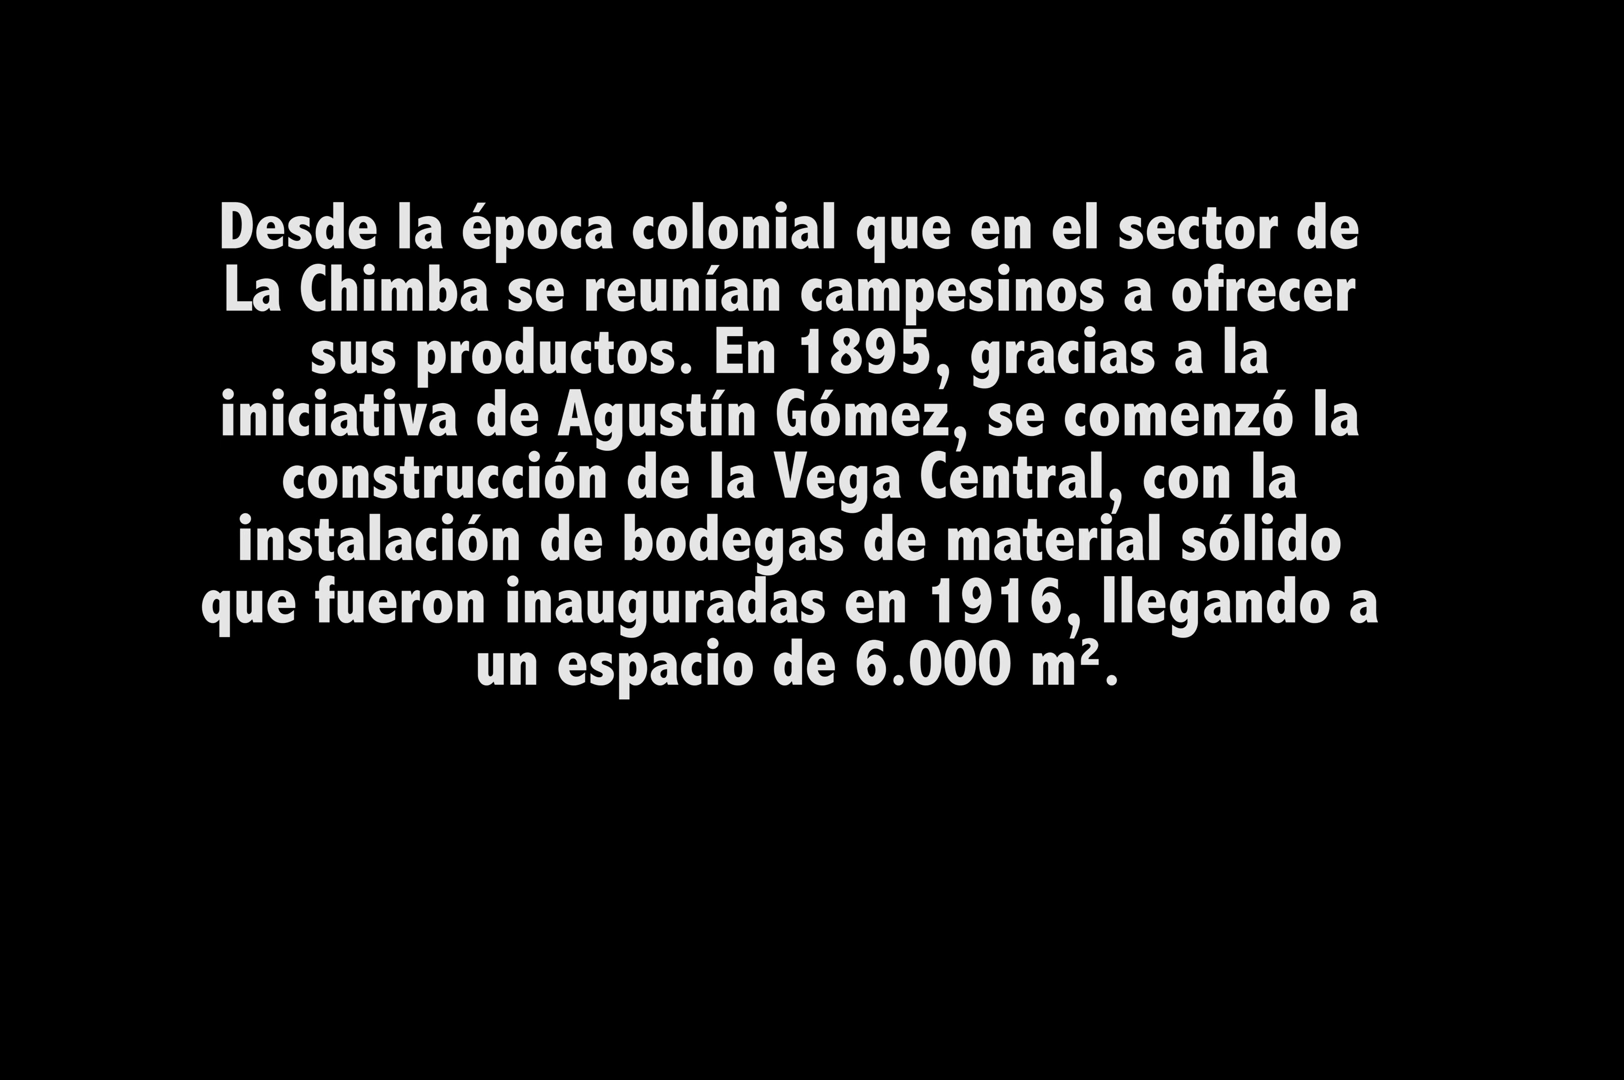 Desde la época colonial que en el sector de
La Chimba se reunían campesinos a ofrecer
sus productos. En 1895, gracias a la
iniciativa de Agustín Gómez, se comenzó la
construcción de la Vega Central, con la
instalación de bodegas de material sólido
que fueron inauguradas en 1916, llegando a
un espacio de 6.000 m².